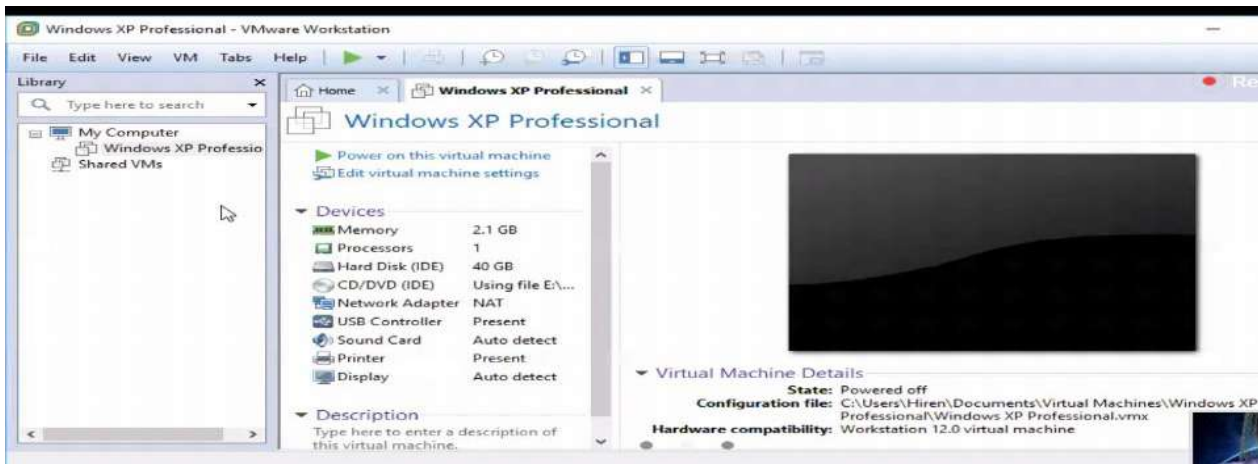 Windows XP Professional - VMware Workstation
File Edit View VM Tabs Help
Library
Type here to search
My Computer
Windows XP Professio
Shared VMs
Home
Windows XP Professional
Windows XP Professional
Power on this virtual machine
Edit virtual machine settings
Devices
Memory 2.1 GB
Processors 1
Hard Disk (IDE) 40 GB
CD/DVD (IDE) Using file E:\...
Network Adapter NAT
USB Controller Present
Sound Card Auto detect
Printer Present
Display Auto detect
Description
Type here to enter a description of
this virtual machine.
Virtual Machine Details
State: Powered off
Configuration file: C:\Users\Hiren\Documents\Virtual Machines\Windows XP
Professional\Windows XP Professional.vmx
Hardware compatibility: Workstation 12.0 virtual machine